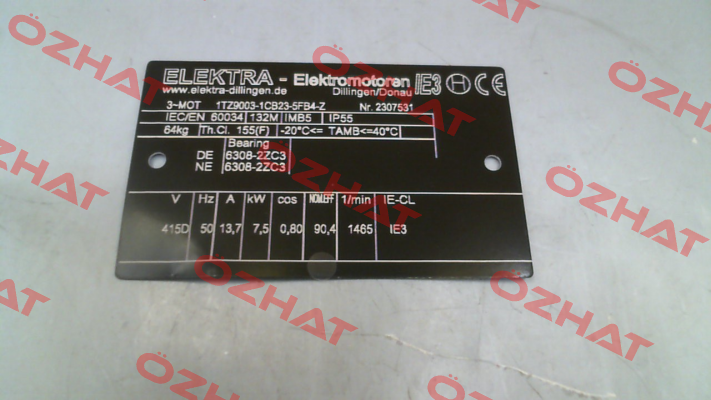 ELEKTRA - Elektromotoren IE3 H CE
www.elektra-dillingen.de Dillingen/Donau
3~MOT 1TZ9003-1CB23-5FB4-Z Nr. 2307531
IEC/EN 60034 132M IMB5 IP55
64kg Th.Cl. 155(F) -20°C<= TAMB<=40°C
Bearing
DE 6308-2ZC3
NE 6308-2ZC3
V Hz A kW cos NOM.EFF 1/min IE-CL
415D 50 13,7 7,5 0,80 90,4 1465 IE3
ÖZHAT
ÖZHAT
ÖZHAT
ÖZHAT
ÖZHAT
ÖZHAT
ÖZHAT
ÖZHAT
ÖZHAT
ÖZHAT
ÖZHAT